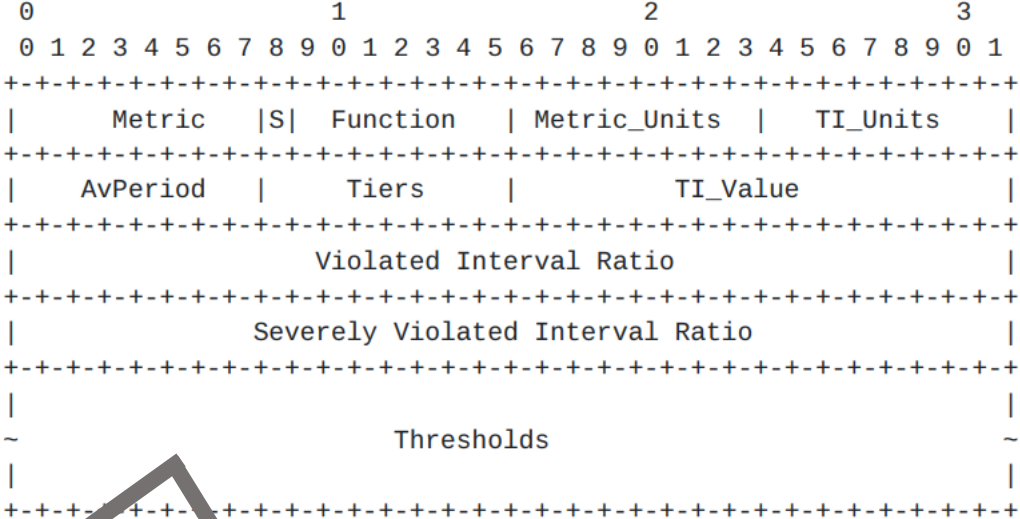 0                   1                   2                   3
 0 1 2 3 4 5 6 7 8 9 0 1 2 3 4 5 6 7 8 9 0 1 2 3 4 5 6 7 8 9 0 1
+-+-+-+-+-+-+-+-+-+-+-+-+-+-+-+-+-+-+-+-+-+-+-+-+-+-+-+-+-+-+-+-+
|      Metric   |S|  Function   | Metric_Units  |   TI_Units    |
+-+-+-+-+-+-+-+-+-+-+-+-+-+-+-+-+-+-+-+-+-+-+-+-+-+-+-+-+-+-+-+-+
|    AvPeriod   |     Tiers     |          TI_Value             |
+-+-+-+-+-+-+-+-+-+-+-+-+-+-+-+-+-+-+-+-+-+-+-+-+-+-+-+-+-+-+-+-+
|                   Violated Interval Ratio                     |
+-+-+-+-+-+-+-+-+-+-+-+-+-+-+-+-+-+-+-+-+-+-+-+-+-+-+-+-+-+-+-+-+
|               Severely Violated Interval Ratio                |
+-+-+-+-+-+-+-+-+-+-+-+-+-+-+-+-+-+-+-+-+-+-+-+-+-+-+-+-+-+-+-+-+
|                                                               |
~                        Thresholds                             ~
|                                                               |
+-+-+-+-+-+-+-+-+-+-+-+-+-+-+-+-+-+-+-+-+-+-+-+-+-+-+-+-+-+-+-+-+